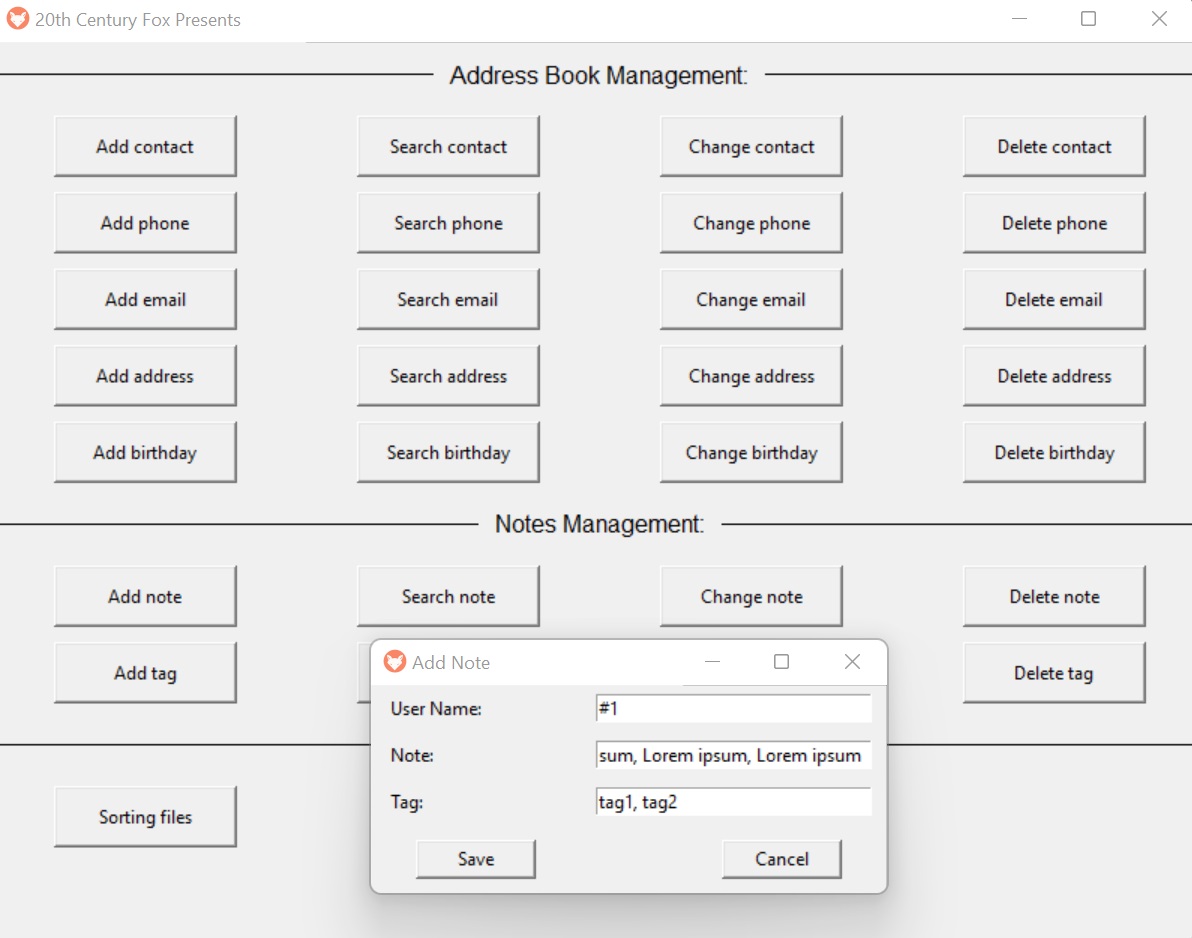 20th Century Fox Presents
Address Book Management:
Add contact Search contact Change contact Delete contact
Add phone Search phone Change phone Delete phone
Add email Search email Change email Delete email
Add address Search address Change address Delete address
Add birthday Search birthday Change birthday Delete birthday
Notes Management:
Add note Search note Change note Delete note
Add tag Delete tag
Sorting files
Add Note
User Name: #1
Note: sum, Lorem ipsum, Lorem ipsum
Tag: tag1, tag2
Save Cancel